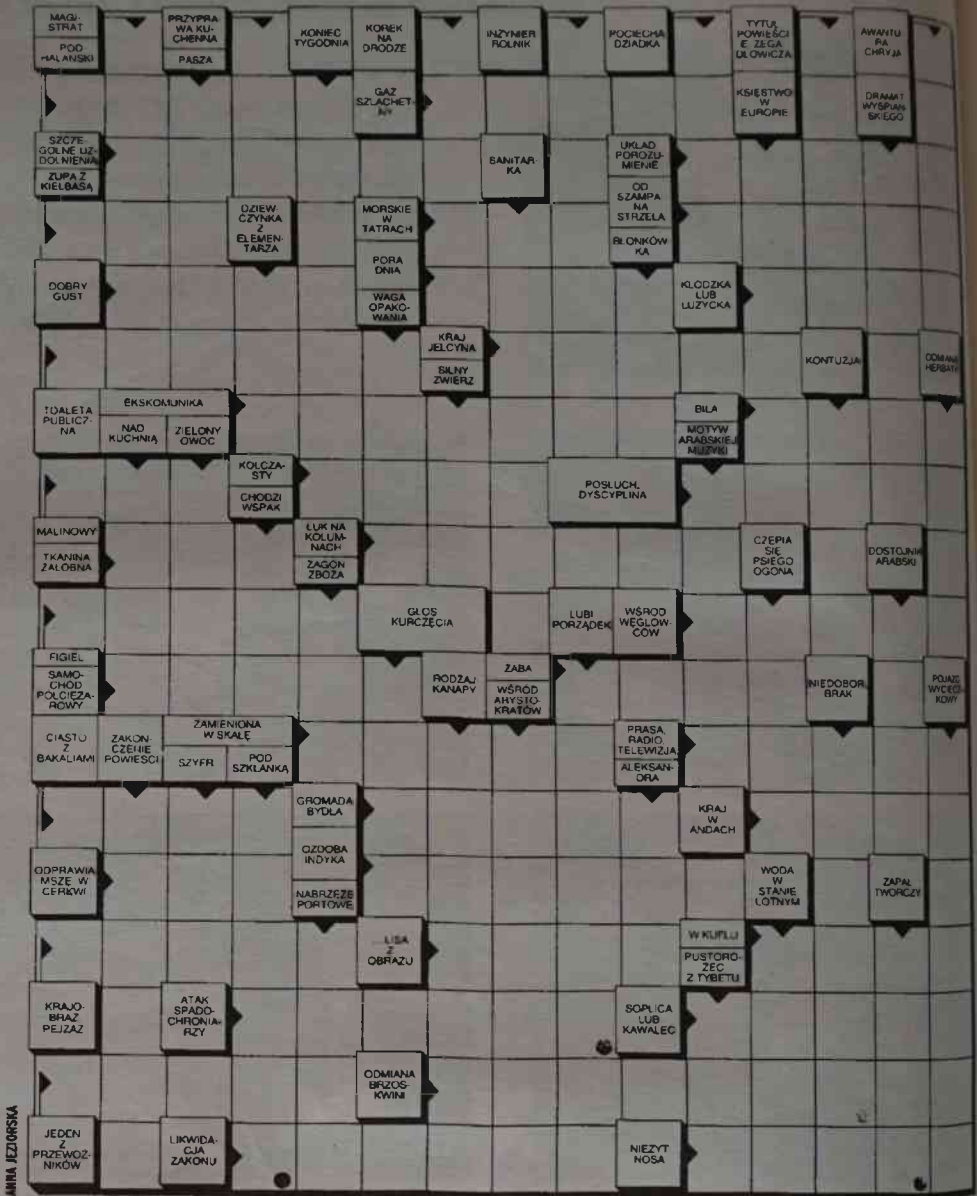 MAGI-
STRAT
POD
HALAŃSKI
PRZYPRA
WA KU-
CHENNA
PASZA
KONIEC
TYGODNIA
KOREK
NA
DRODZE
GAZ
SZLACHET-
NY
INŻYNIER
ROLNIK
POCIECHA
DZIADKA
TYTUŁ
POWIEŚCI
E. ZEGA
DŁOWICZA
KSIĘSTWO
W
EUROPIE
AWANTU
RA
CHRYJA
DRAMAT
WYSPIAŃ-
SKIEGO
SZCZE
GÓLNE UZ-
DOLNIENIA
ZUPA Z
KIEŁBASĄ
SANITAR-
KA
UKŁAD
POROZU-
MIENIE
OD
SZAMPA
NA
STRZELA
BŁONKÓW
KA
DZIEW-
CZYNKA
Z
ELEMEN-
TARZA
MORSKIE
W
TATRACH
PORA
DNIA
WAGA
OPAKO-
WANIA
DOBRY
GUST
KŁODZKA
LUB
ŁUŻYCKA
KRAJ
JELCYNA
SILNY
ZWIERZ
KONTUZJA
ODMIANA
HERBATY
TOALETA
PUBLICZ-
NA
EKSKOMUNIKA
NAD
KUCHNIĄ
ZIELONY
OWOC
BILA
MOTYW
ARABSKIEJ
MUZYKI
KOLCZA-
STY
CHODZI
WSPAK
POSŁUCH,
DYSCYPLINA
MALINOWY
TKANINA
ŻAŁOBNA
ŁUK NA
KOLUM-
NACH
ZAGON
ZBOŻA
CZEPIA
SIĘ
PSIEGO
OGONA
DOSTOJNIK
ARABSKI
GŁOS
KURCZĘCIA
LUBI
PORZĄDEK
WŚRÓD
WĘGLOW-
CÓW
FIGIEL
SAMO-
CHÓD
PÓŁCIĘŻA-
ROWY
RODZAJ
KANAPY
ŻABA
WŚRÓD
ARYSTO-
KRATÓW
NIEDOBÓR,
BRAK
POJAZD
WYCIECZ-
KOWY
CIASTO
Z
BAKALIAMI
ZAKOŃ-
CZENIE
POWIEŚCI
ZAMIENIONA
W SKAŁĘ
SZYFR
POD
SZKLANKĄ
PRASA,
RADIO,
TELEWIZJA
ALEKSAN-
DRA
GROMADA
BYDŁA
OZDOBA
INDYKA
NABRZEŻE
PORTOWE
KRAJ
W
ANDACH
ODPRAWIA
MSZE W
CERKWI
WODA
W
STANIE
LOTNYM
ZAPAŁ
TWÓRCZY
...LISA
Z
OBRAZU
W KUFLU
PUSTORO-
ŻEC
Z TYBETU
KRAJO-
BRAZ
PEJZAŻ
ATAK
SPADO-
CHRONIA-
RZY
SOPLICA
LUB
KAWALEC
ODMIANA
BRZOS-
KWINI
JEDEN
Z
PRZEWOŹ-
NIKÓW
LIKWIDA-
CJA
ZAKONU
NIEŻYT
NOSA
ANNA JEZIORSKA